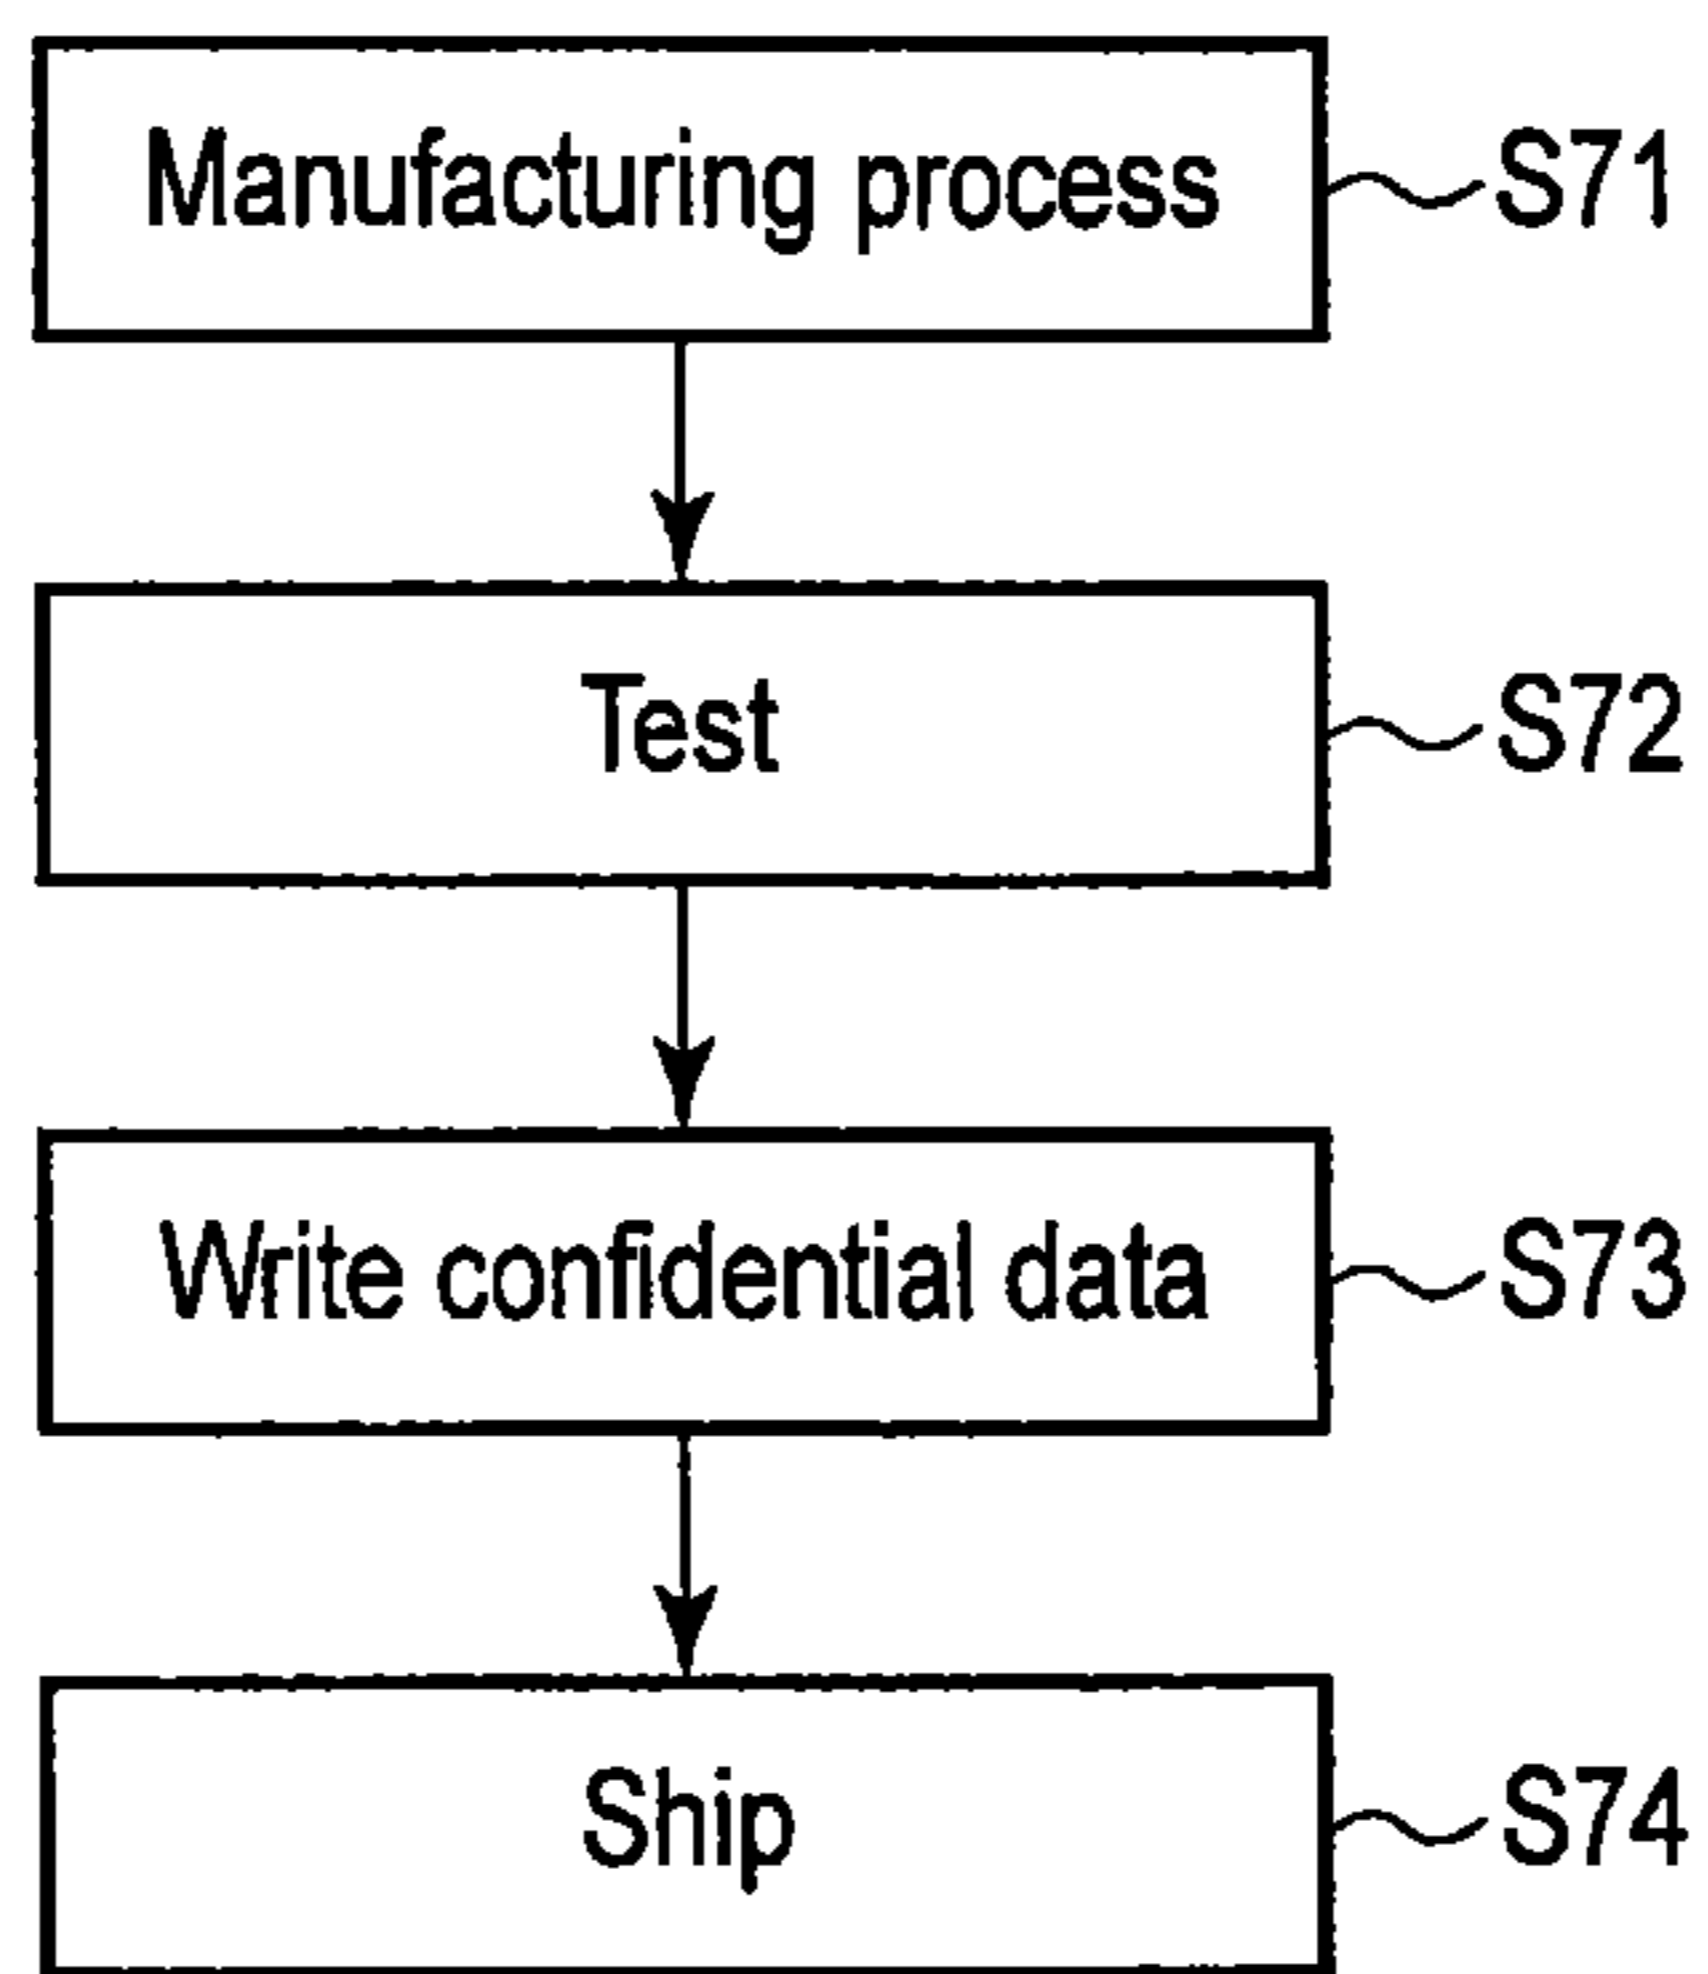 Manufacturing process S71
Test S72
Write confidential data S73
Ship S74